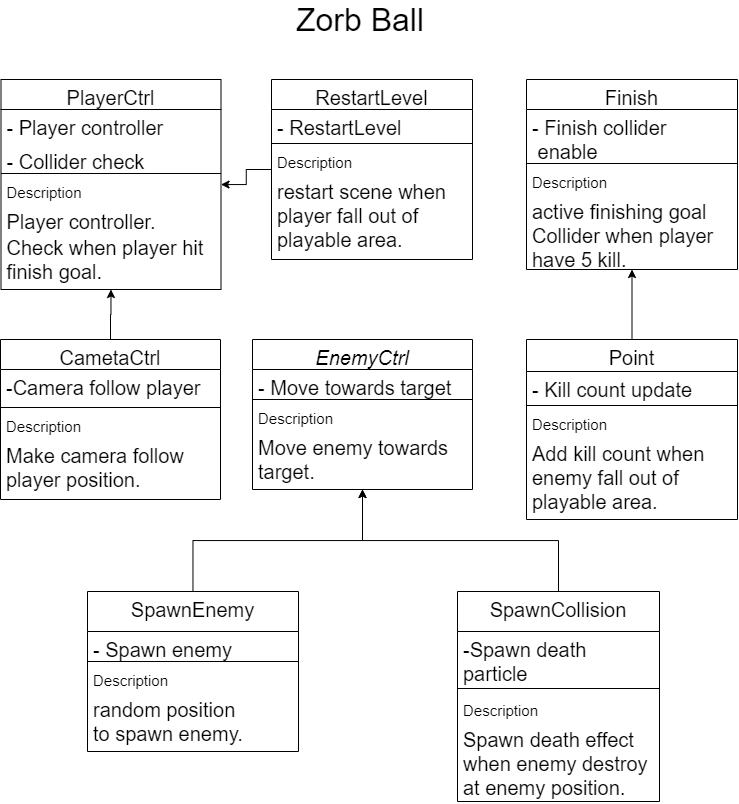 Zorb Ball
PlayerCtrl
- Player controller
- Collider check
Description
Player controller.
Check when player hit
finish goal.
RestartLevel
- RestartLevel
Description
restart scene when
player fall out of
playable area.
Finish
- Finish collider
enable
Description
active finishing goal
Collider when player
have 5 kill.
CametaCtrl
-Camera follow player
Description
Make camera follow
player position.
EnemyCtrl
- Move towards target
Description
Move enemy towards
target.
Point
- Kill count update
Description
Add kill count when
enemy fall out of
playable area.
SpawnEnemy
- Spawn enemy
Description
random position
to spawn enemy.
SpawnCollision
-Spawn death
particle
Description
Spawn death effect
when enemy destroy
at enemy position.